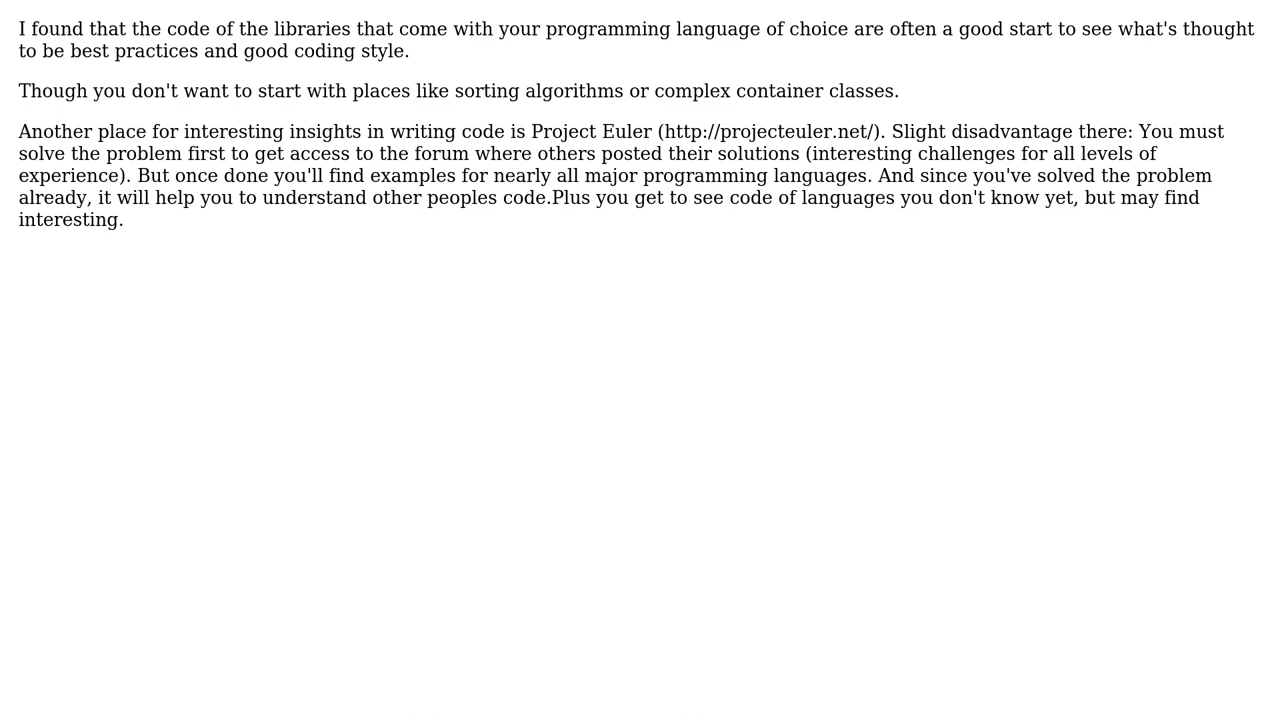 I found that the code of the libraries that come with your programming language of choice are often a good start to see what's thought
to be best practices and good coding style.
Though you don't want to start with places like sorting algorithms or complex container classes.
Another place for interesting insights in writing code is Project Euler (http://projecteuler.net/). Slight disadvantage there: You must
solve the problem first to get access to the forum where others posted their solutions (interesting challenges for all levels of
experience). But once done you'll find examples for nearly all major programming languages. And since you've solved the problem
already, it will help you to understand other peoples code.Plus you get to see code of languages you don't know yet, but may find
interesting.